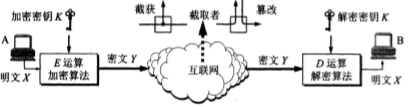 加密密钥 K
截获
截取者
篡改
解密密钥 K
A
B
E 运算
加密算法
密文 Y
互联网
密文 Y
D 运算
解密算法
明文 X
明文 X